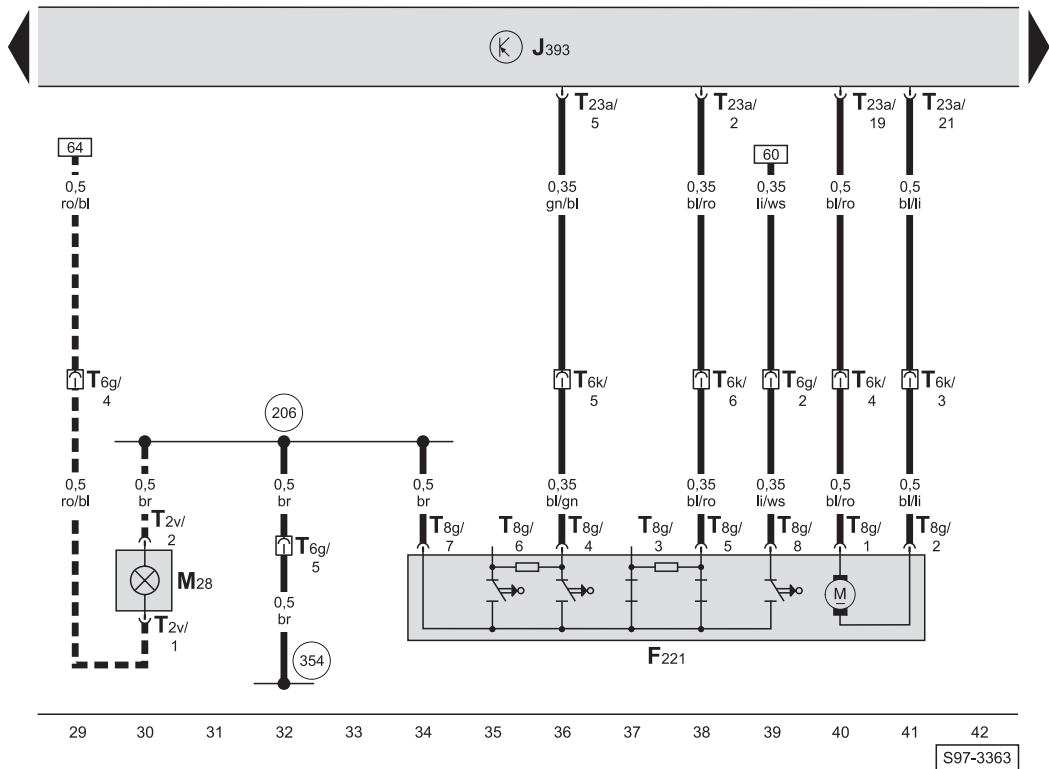 J393
T23a/ T23a/ T23a/ T23a/
5 2 19 21
64 60
0,5 0,35 0,35 0,35 0,5 0,5
ro/bl gn/bl bl/ro li/ws bl/ro bl/li
T6g/ T6k/ T6k/ T6g/ T6k/ T6k/
4 5 6 2 4 3
206
0,5 0,5 0,5 0,5 0,35 0,35 0,35 0,5 0,5
ro/bl br br br bl/gn bl/ro li/ws bl/ro bl/li
T2v/ T8g/ T8g/ T8g/ T8g/ T8g/ T8g/ T8g/ T8g/
2 7 6 4 3 5 8 1 2
T6g/
5
M28
M
0,5
br
T2v/
1
F221
354
29 30 31 32 33 34 35 36 37 38 39 40 41 42
S97-3363